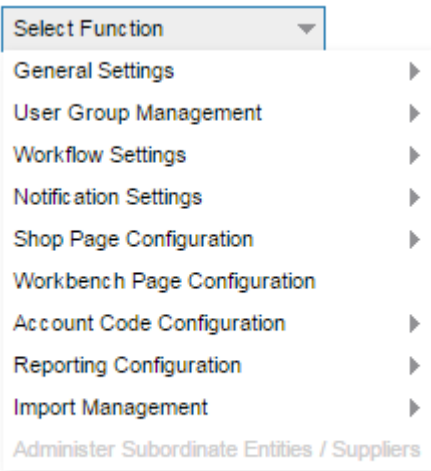 Select Function
General Settings
User Group Management
Workflow Settings
Notification Settings
Shop Page Configuration
Workbench Page Configuration
Account Code Configuration
Reporting Configuration
Import Management
Administer Subordinate Entities / Suppliers